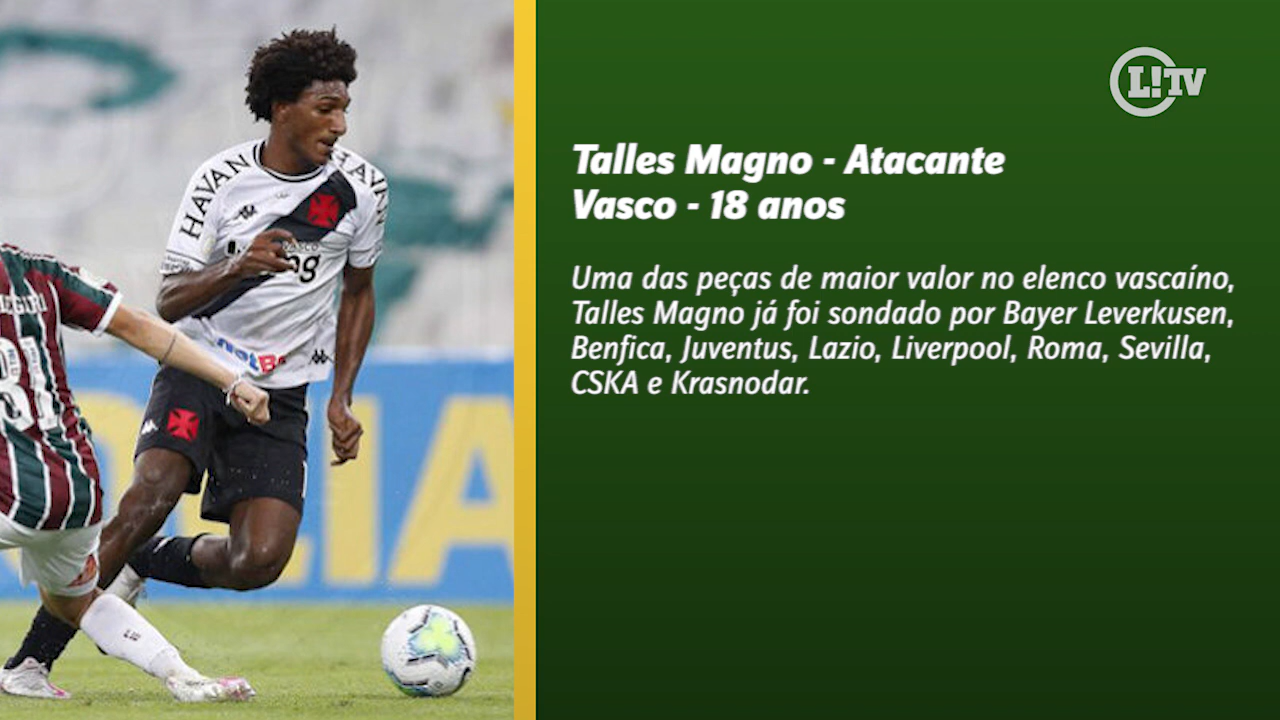 L!TV
Talles Magno - Atacante
Vasco - 18 anos
Uma das peças de maior valor no elenco vascaíno,
Talles Magno já foi sondado por Bayer Leverkusen,
Benfica, Juventus, Lazio, Liverpool, Roma, Sevilla,
CSKA e Krasnodar.
HAVAN
HAVAN
VASCO